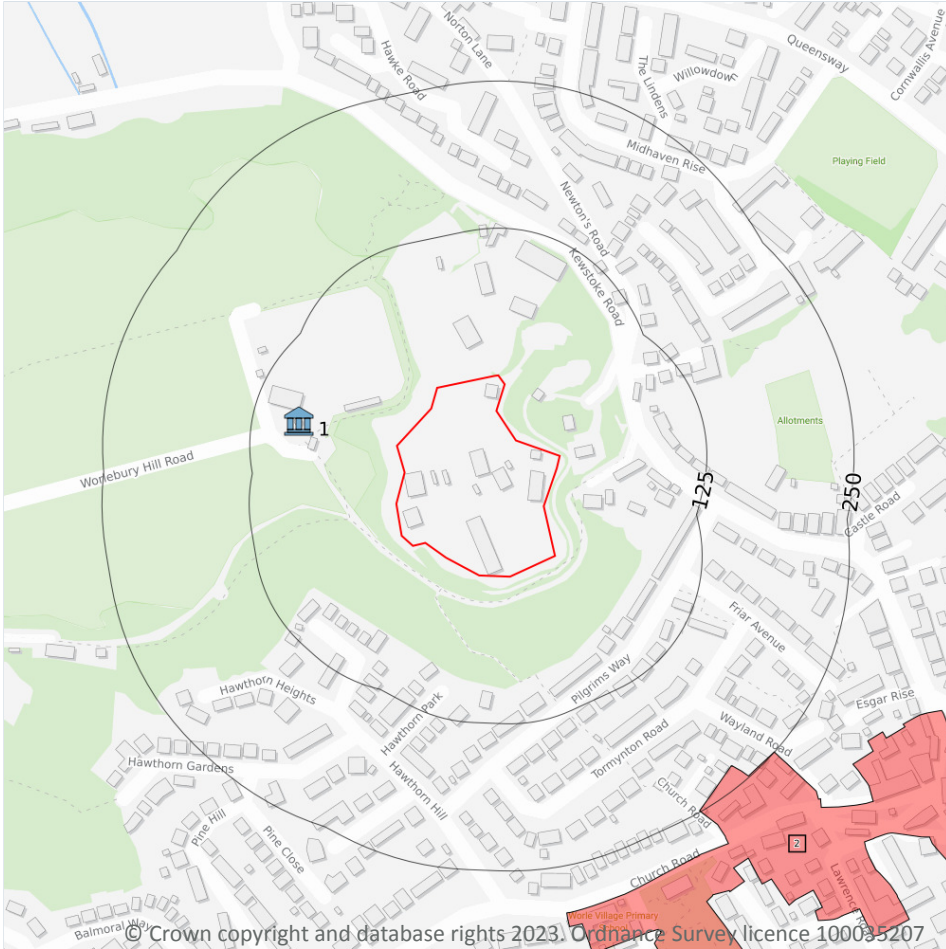 Queensway
Cornwallis Avenue
Norton Lane
Hawke Road
The Lindens
Willowdown
Midhaven Rise
Playing Field
Newton's Road
Kewstoke Road
1
Allotments
Worlebury Hill Road
125
250
Castle Road
Friar Avenue
Pilgrims Way
Hawthorn Heights
Hawthorn Park
Esgar Rise
Wayland Road
Tormynton Road
Hawthorn Gardens
Hawthorn Hill
Church Road
Pine Hill
Pine Close
2
Church Road
Lawrence
Worle Village Primary
Balmoral Way
© Crown copyright and database rights 2023. Ordnance Survey licence 100035207